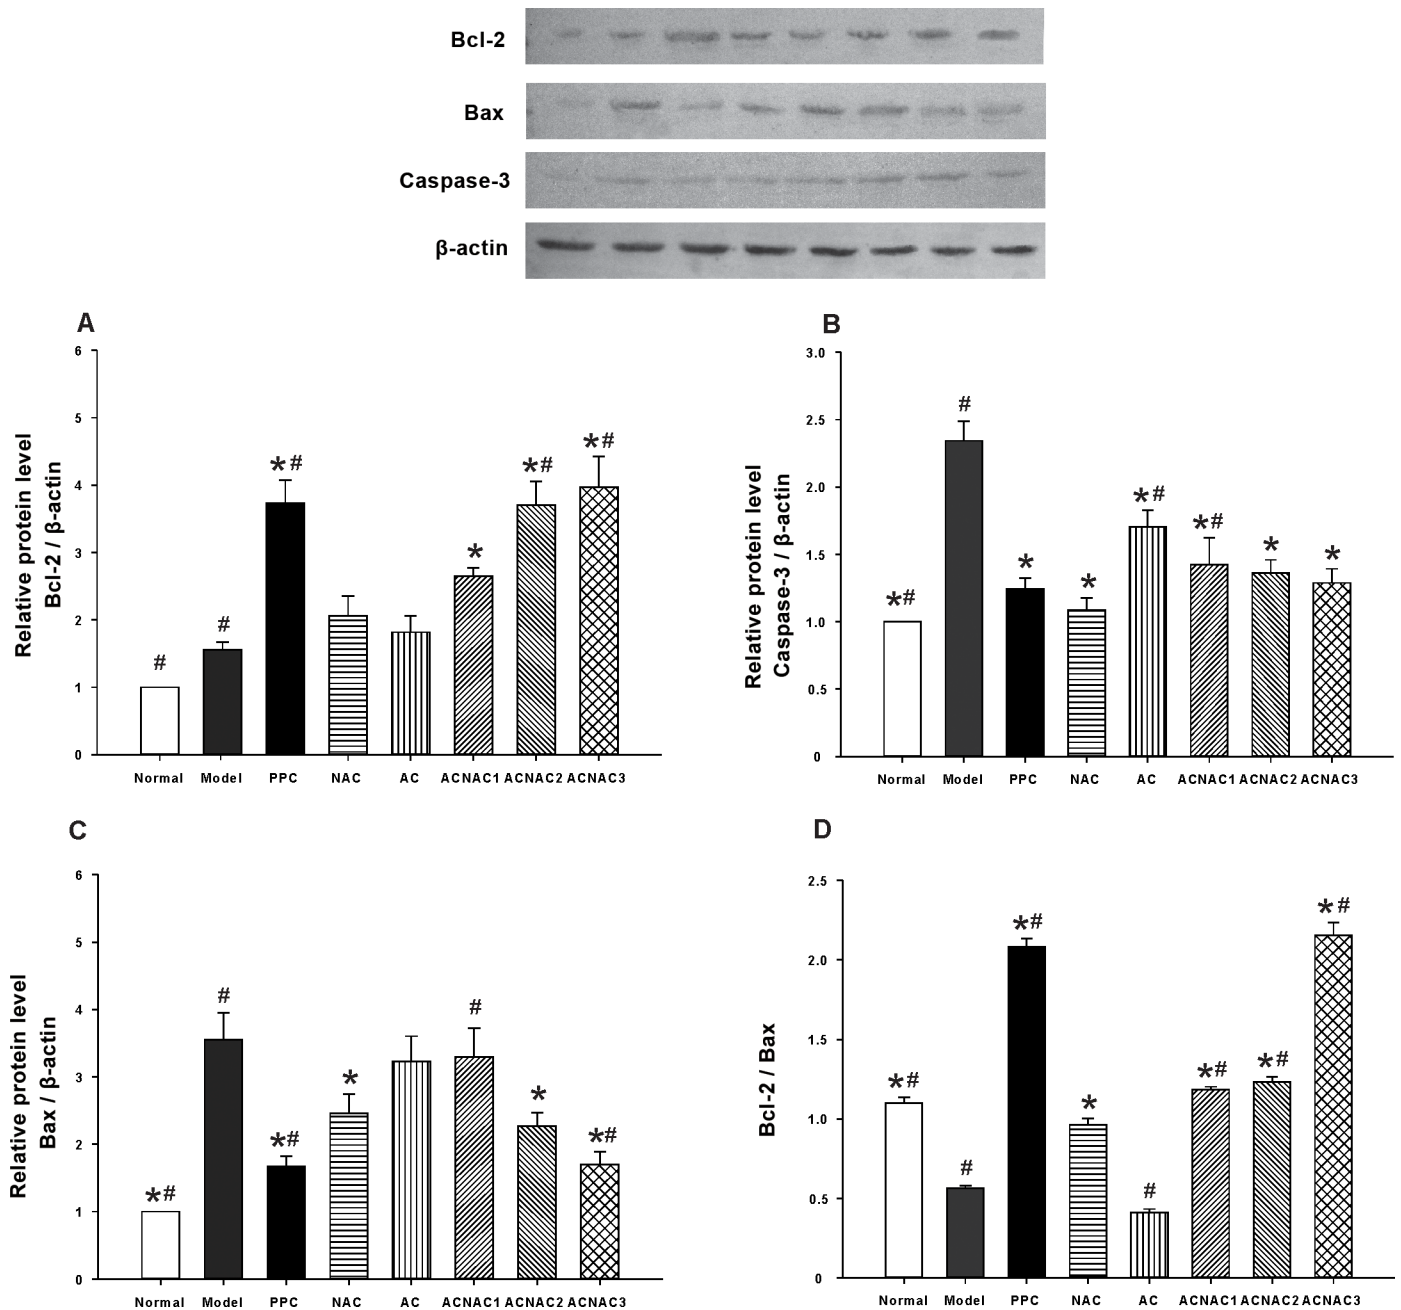 Bcl-2
Bax
Caspase-3
β-actin
A
Relative protein level
Bcl-2 / β-actin
6
5
4
3
2
1
0
#
#
*#
*
*#
*#
Normal Model PPC NAC AC ACNAC1 ACNAC2 ACNAC3
B
Relative protein level
Caspase-3 / β-actin
3.0
2.5
2.0
1.5
1.0
0.5
0
*#
#
*
*
*#
*#
*
*
Normal Model PPC NAC AC ACNAC1 ACNAC2 ACNAC3
C
Relative protein level
Bax / β-actin
6
5
4
3
2
1
0
*#
#
*#
*
#
*
*#
Normal Model PPC NAC AC ACNAC1 ACNAC2 ACNAC3
D
Bcl-2 / Bax
2.5
2.0
1.5
1.0
0.5
0
*#
#
*#
*
#
*#
*#
*#
Normal Model PPC NAC AC ACNAC1 ACNAC2 ACNAC3